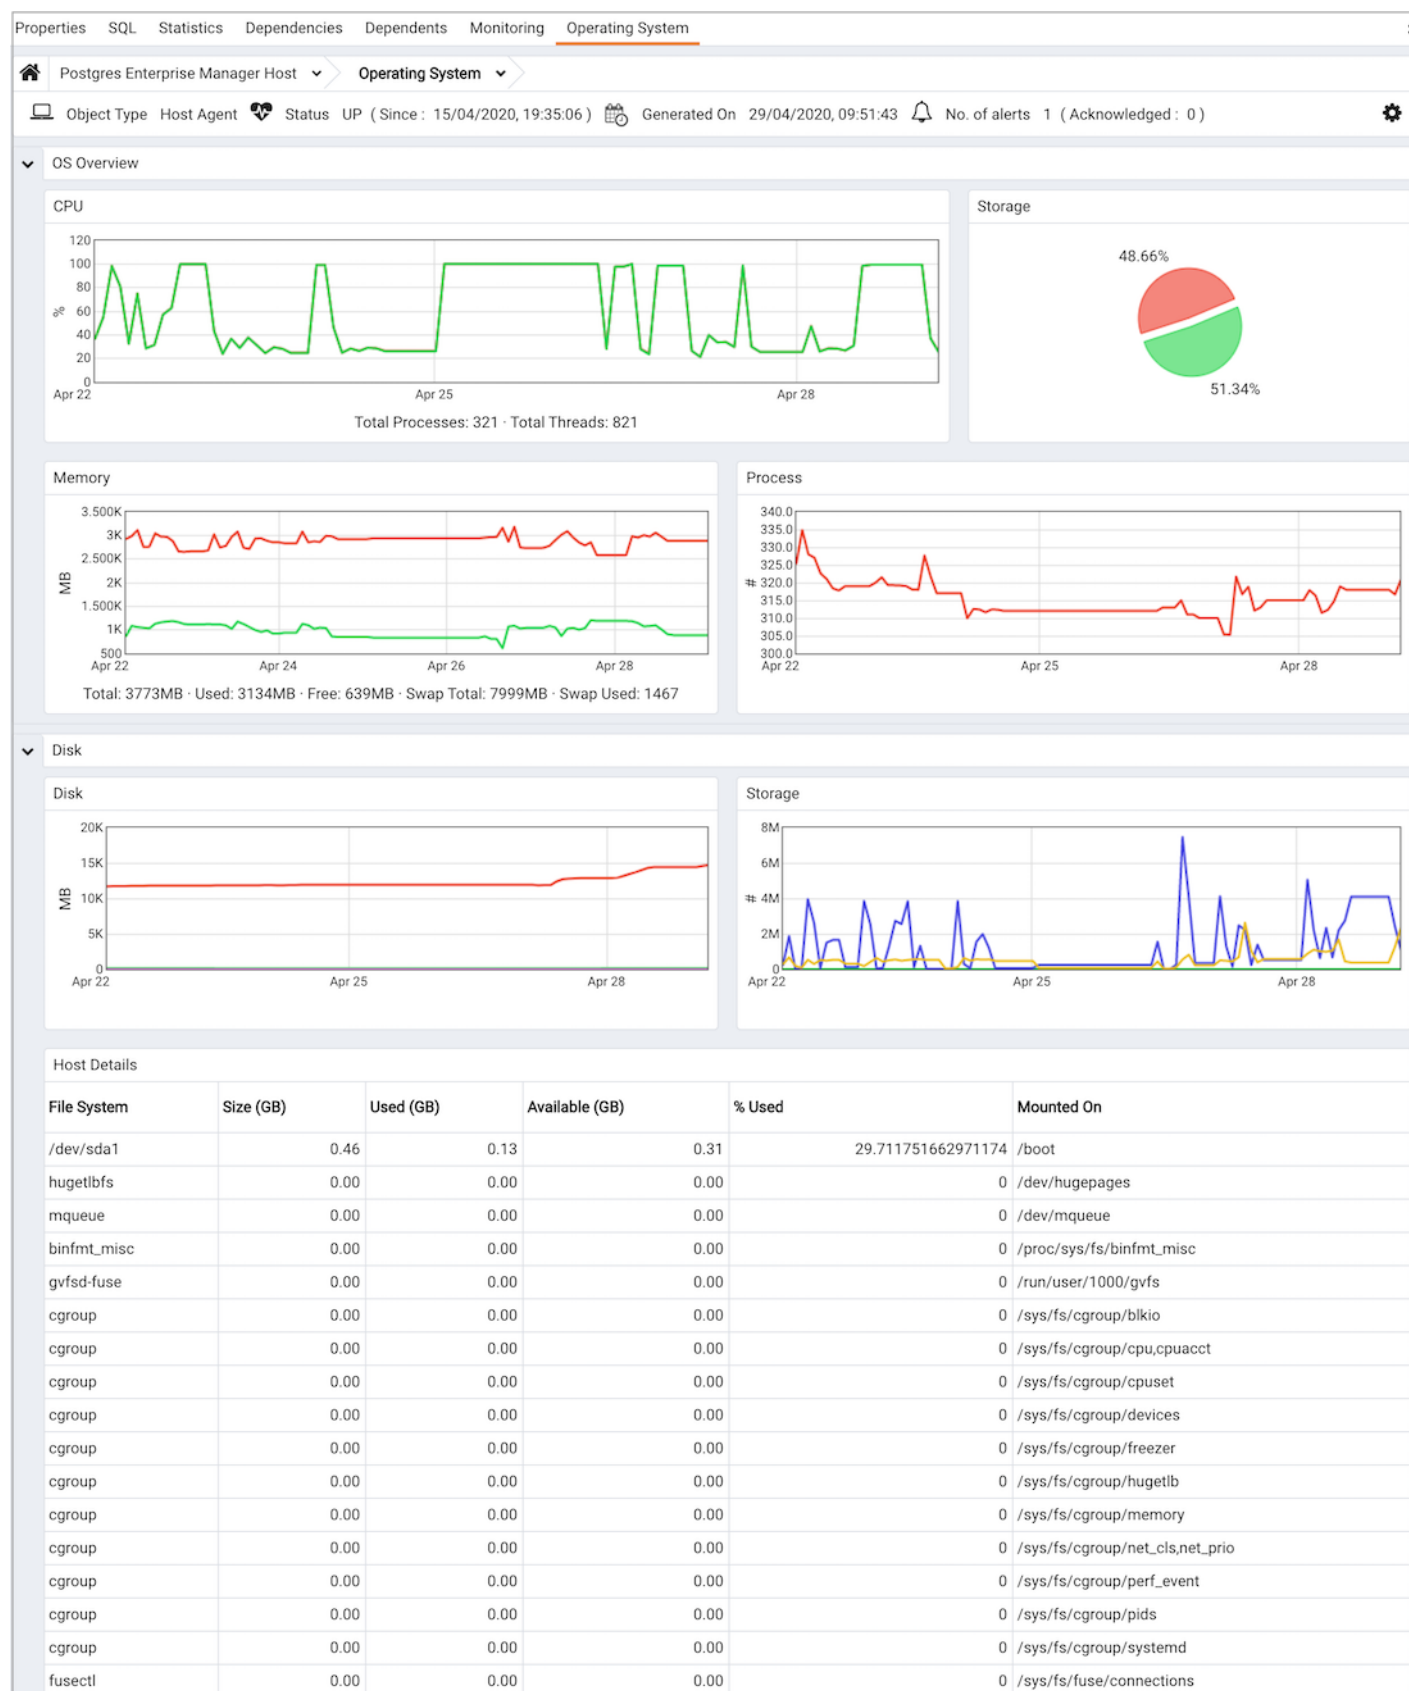 Properties SQL Statistics Dependencies Dependents Monitoring Operating System
Postgres Enterprise Manager Host Operating System
Object Type Host Agent Status UP ( Since : 15/04/2020, 19:35:06 ) Generated On 29/04/2020, 09:51:43 No. of alerts 1 ( Acknowledged : 0 )
OS Overview
CPU
120
100
80
60
40
20
0
%
Apr 22 Apr 25 Apr 28
Total Processes: 321 · Total Threads: 821
Storage
48.66%
51.34%
Memory
3.500K
3K
2.500K
2K
1.500K
1K
500
MB
Apr 22 Apr 24 Apr 26 Apr 28
Total: 3773MB · Used: 3134MB · Free: 639MB · Swap Total: 7999MB · Swap Used: 1467
Process
340.0
335.0
330.0
325.0
320.0
315.0
310.0
305.0
300.0
#
Apr 22 Apr 25 Apr 28
Disk
Disk
20K
15K
10K
5K
0
MB
Apr 22 Apr 25 Apr 28
Storage
8M
6M
4M
2M
0
#
Apr 22 Apr 25 Apr 28
Host Details
File System Size (GB) Used (GB) Available (GB) % Used Mounted On
/dev/sda1 0.46 0.13 0.31 29.711751662971174 /boot
hugetlbfs 0.00 0.00 0.00 0 /dev/hugepages
mqueue 0.00 0.00 0.00 0 /dev/mqueue
binfmt_misc 0.00 0.00 0.00 0 /proc/sys/fs/binfmt_misc
gvfsd-fuse 0.00 0.00 0.00 0 /run/user/1000/gvfs
cgroup 0.00 0.00 0.00 0 /sys/fs/cgroup/blkio
cgroup 0.00 0.00 0.00 0 /sys/fs/cgroup/cpu,cpuacct
cgroup 0.00 0.00 0.00 0 /sys/fs/cgroup/cpuset
cgroup 0.00 0.00 0.00 0 /sys/fs/cgroup/devices
cgroup 0.00 0.00 0.00 0 /sys/fs/cgroup/freezer
cgroup 0.00 0.00 0.00 0 /sys/fs/cgroup/hugetlb
cgroup 0.00 0.00 0.00 0 /sys/fs/cgroup/memory
cgroup 0.00 0.00 0.00 0 /sys/fs/cgroup/net_cls,net_prio
cgroup 0.00 0.00 0.00 0 /sys/fs/cgroup/perf_event
cgroup 0.00 0.00 0.00 0 /sys/fs/cgroup/pids
cgroup 0.00 0.00 0.00 0 /sys/fs/cgroup/systemd
fusectl 0.00 0.00 0.00 0 /sys/fs/fuse/connections